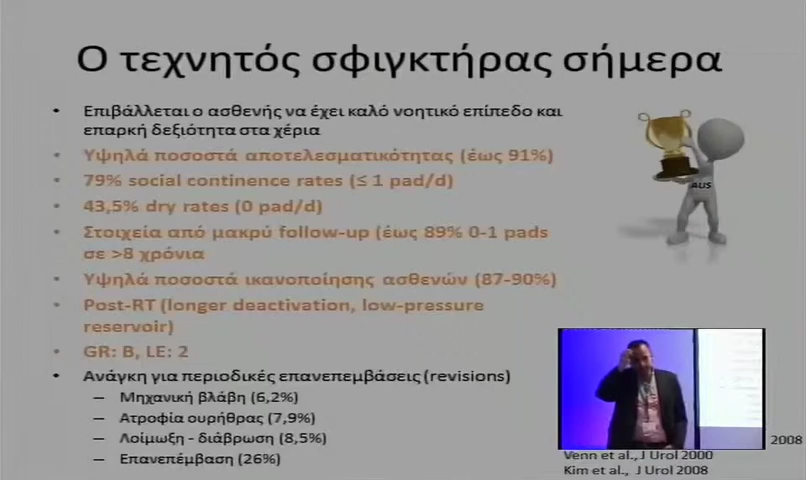 Ο τεχνητός σφιγκτήρας σήμερα
• Επιβάλλεται ο ασθενής να έχει καλό νοητικό επίπεδο και
επαρκή δεξιότητα στα χέρια
• Υψηλά ποσοστά αποτελεσματικότητας (έως 91%)
• 79% social continence rates (≤ 1 pad/d)
• 43,5% dry rates (0 pad/d)
• Στοιχεία από μακρύ follow-up (έως 89% 0-1 pads
σε >8 χρόνια
• Υψηλά ποσοστά ικανοποίησης ασθενών (87-90%)
• Post-RT (longer deactivation, low-pressure
reservoir)
• GR: B, LE: 2
• Ανάγκη για περιοδικές επανεπεμβάσεις (revisions)
– Μηχανική βλάβη (6,2%)
– Ατροφία ουρήθρας (7,9%)
– Λοίμωξη - διάβρωση (8,5%)
– Επανεπέμβαση (26%)
AUS
2008
Venn et al., J Urol 2000
Kim et al., J Urol 2008